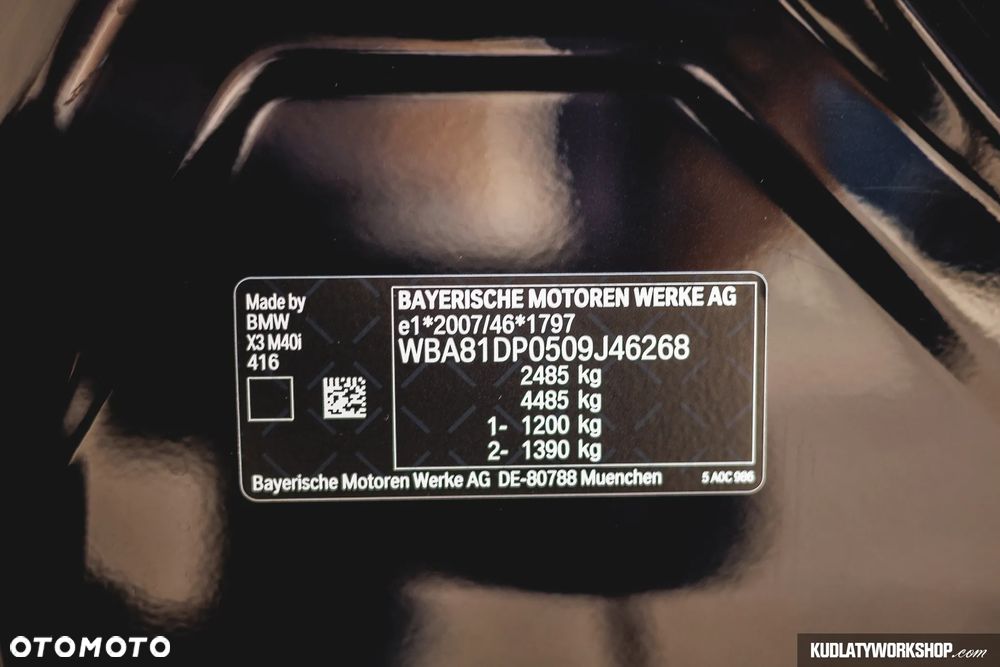 Made by
BMW
X3 M40i
416
BAYERISCHE MOTOREN WERKE AG
e1*2007/46*1797
WBA81DP0509J46268
2485 kg
4485 kg
1- 1200 kg
2- 1390 kg
Bayerische Motoren Werke AG DE-80788 Muenchen
5 A0C 986
OTOMOTO
KUDLATYWORKSHOP.com